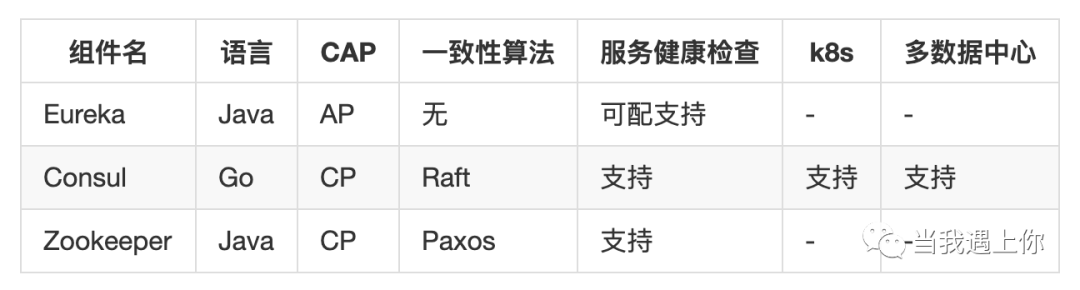 组件名 语言 CAP 一致性算法 服务健康检查 k8s 多数据中心
Eureka Java AP 无 可配支持 - -
Consul Go CP Raft 支持 支持 支持
Zookeeper Java CP Paxos 支持 - -
当我遇上你